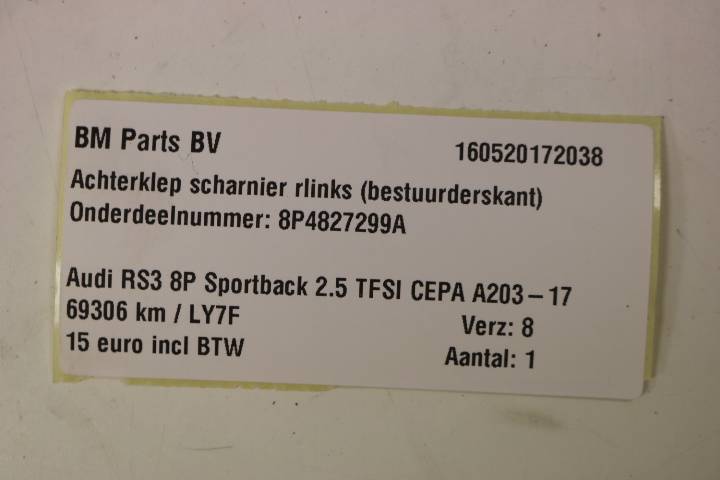 BM Parts BV 160520172038
Achterklep scharnier rlinks (bestuurderskant)
Onderdeelnummer: 8P4827299A
Audi RS3 8P Sportback 2.5 TFSI CEPA A203-17
69306 km / LY7F Verz: 8
15 euro incl BTW Aantal: 1